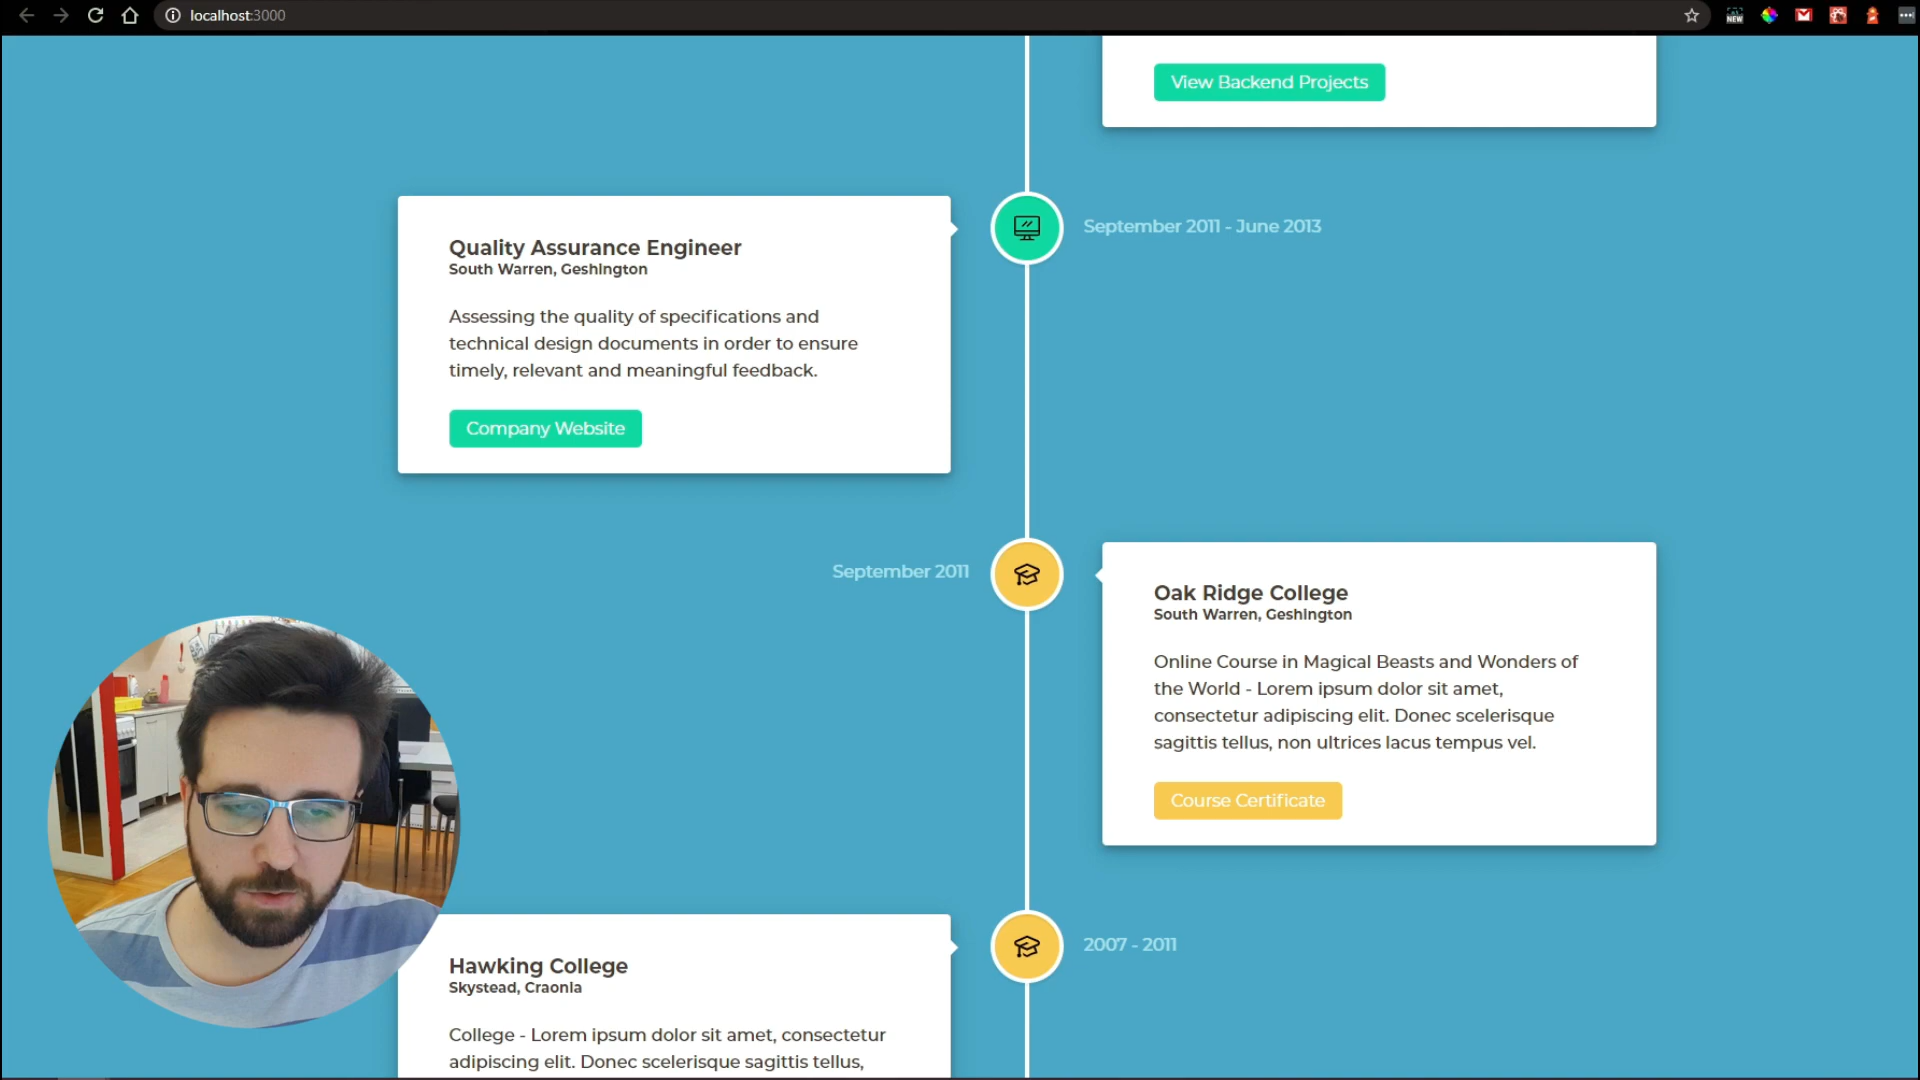 localhost:3000
NEW
View Backend Projects
Quality Assurance Engineer
South Warren, Geshington
September 2011 - June 2013
Assessing the quality of specifications and
technical design documents in order to ensure
timely, relevant and meaningful feedback.
Company Website
September 2011
Oak Ridge College
South Warren, Geshington
Online Course in Magical Beasts and Wonders of
the World - Lorem ipsum dolor sit amet,
consectetur adipiscing elit. Donec scelerisque
sagittis tellus, non ultrices lacus tempus vel.
Course Certificate
Hawking College
Skystead, Craonia
2007 - 2011
College - Lorem ipsum dolor sit amet, consectetur
adipiscing elit. Donec scelerisque sagittis tellus,